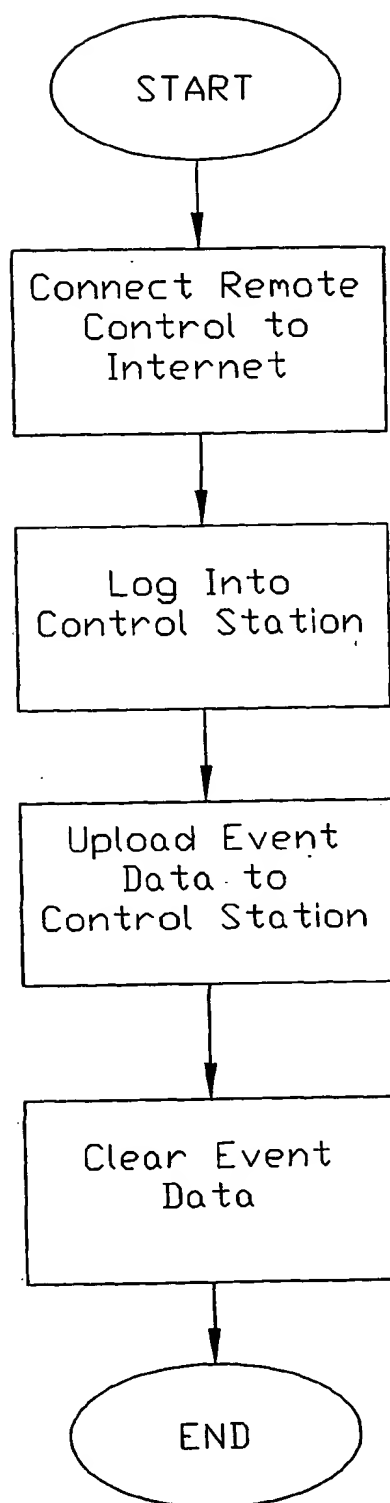 START
Connect Remote
Control to
Internet
Log Into
Control Station
Upload Event
Data to
Control Station
Clear Event
Data
END